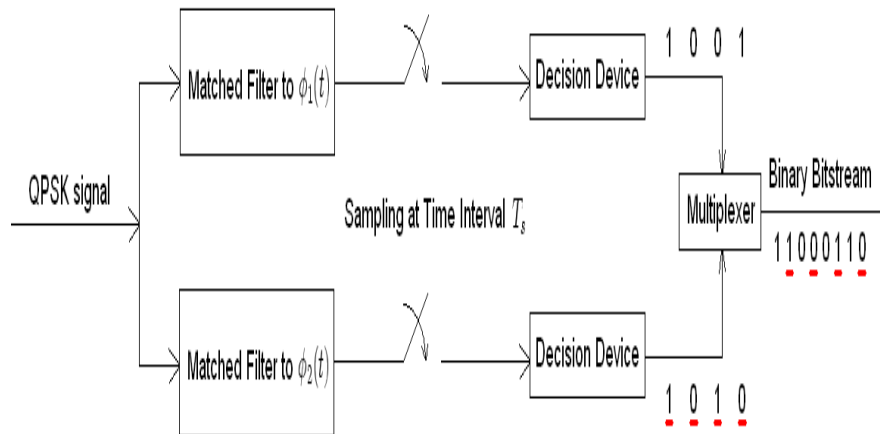 1 0 0 1
Matched Filter to ϕ₁(t)
Decision Device
QPSK signal
Sampling at Time Interval Tₛ
Multiplexer
Binary Bitstream
11000110
Matched Filter to ϕ₂(t)
Decision Device
1 0 1 0